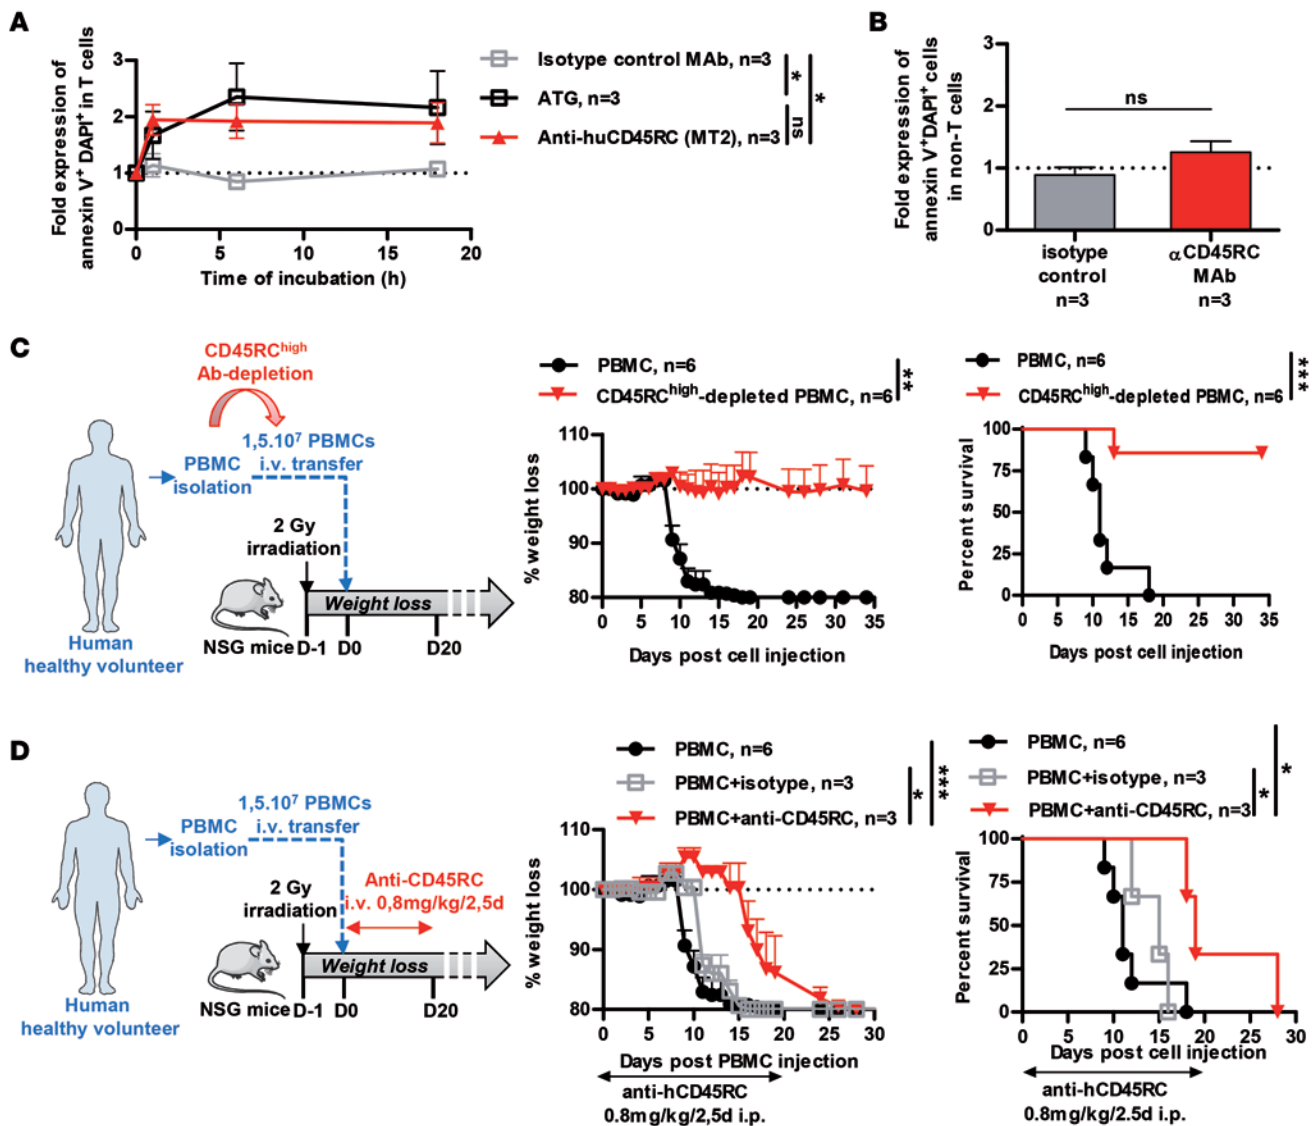 A
Fold expression of
annexin V⁺ DAPI⁺ in T cells
3
2
1
0
0
5
10
15
20
Time of incubation (h)
Isotype control MAb, n=3
ATG, n=3
Anti-huCD45RC (MT2), n=3
*
ns
*
B
Fold expression of
annexin V⁺DAPI⁺ cells
in non-T cells
3
2
1
0
ns
isotype
control
n=3
αCD45RC
MAb
n=3
C
CD45RChigh
Ab-depletion
1,5.10⁷ PBMCs
i.v. transfer
PBMC
isolation
2 Gy
irradiation
Weight loss
NSG mice
D-1
D0
D20
Human
healthy volunteer
PBMC, n=6
CD45RChigh-depleted PBMC, n=6
**
% weight loss
110
100
90
80
0
5
10
15
20
25
30
35
Days post cell injection
PBMC, n=6
CD45RChigh-depleted PBMC, n=6
***
Percent survival
100
75
50
25
0
0
5
10
15
20
25
30
35
Days post cell injection
D
1,5.10⁷ PBMCs
i.v. transfer
PBMC
isolation
2 Gy
irradiation
Anti-CD45RC
i.v. 0,8mg/kg/2,5d
Weight loss
NSG mice
D-1
D0
D20
Human
healthy volunteer
PBMC, n=6
PBMC+isotype, n=3
PBMC+anti-CD45RC, n=3
*
***
% weight loss
110
100
90
80
0
5
10
15
20
25
30
Days post PBMC injection
anti-hCD45RC
0.8mg/kg/2,5d i.p.
PBMC, n=6
PBMC+isotype, n=3
PBMC+anti-CD45RC, n=3
*
*
Percent survival
100
75
50
25
0
0
5
10
15
20
25
30
Days post cell injection
anti-hCD45RC
0.8mg/kg/2.5d i.p.